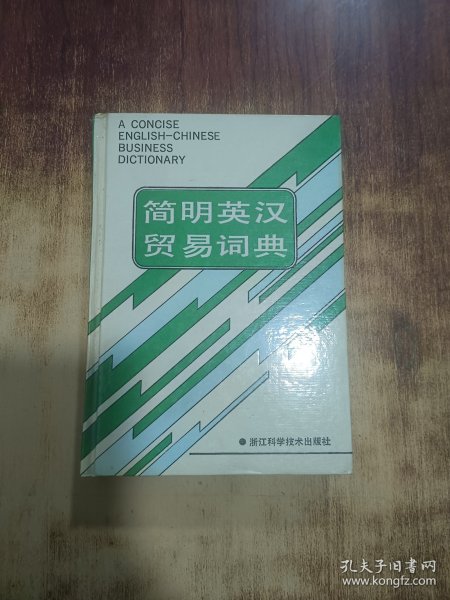 A CONCISE
ENGLISH-CHINESE
BUSINESS
DICTIONARY
简明英汉
贸易词典
●浙江科学技术出版社
孔夫子旧书网
www.kongfz.com